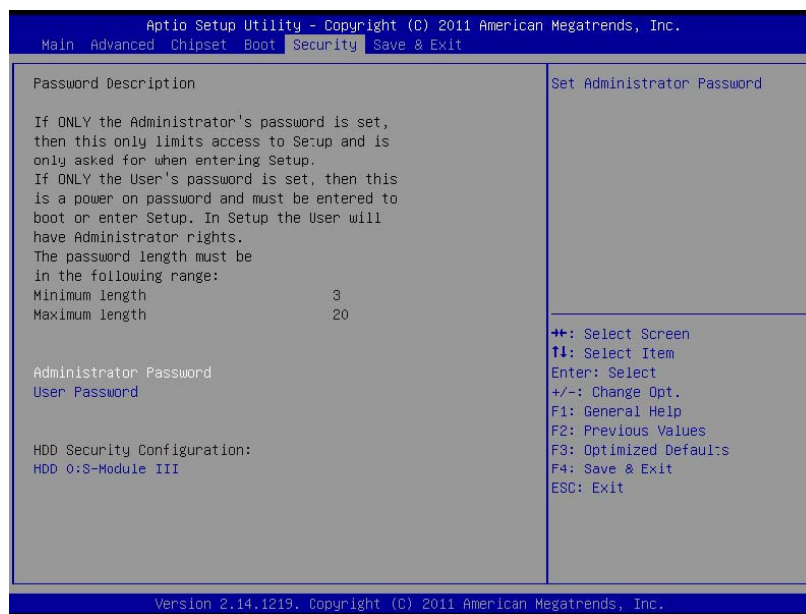 Aptio Setup Utility - Copyright (C) 2011 American Megatrends, Inc.
Main Advanced Chipset Boot Security Save & Exit
Password Description
If ONLY the Administrator's password is set,
then this only limits access to Setup and is
only asked for when entering Setup.
If ONLY the User's password is set, then this
is a power on password and must be entered to
boot or enter Setup. In Setup the User will
have Administrator rights.
The password length must be
in the following range:
Minimum length 3
Maximum length 20
Administrator Password
User Password
HDD Security Configuration:
HDD 0:S-Module III
Set Administrator Password
→←: Select Screen
↑↓: Select Item
Enter: Select
+/-: Change Opt.
F1: General Help
F2: Previous Values
F3: Optimized Defaults
F4: Save & Exit
ESC: Exit
Version 2.14.1219. Copyright (C) 2011 American Megatrends, Inc.